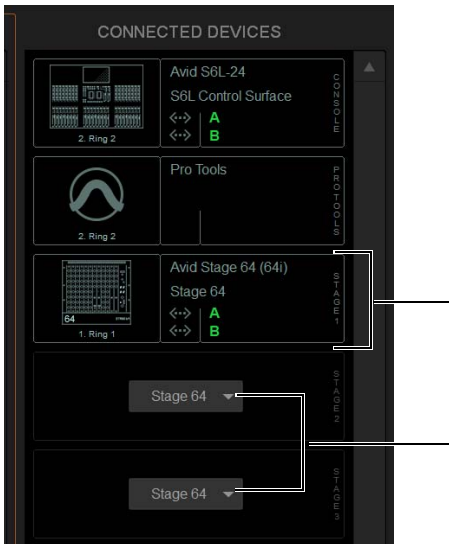 CONNECTED DEVICES
Avid S6L-24
S6L Control Surface
A
B
2. Ring 2
CONSOLE
Pro Tools
2. Ring 2
PROTOOLS
Avid Stage 64 (64i)
Stage 64
A
B
64
1. Ring 1
STAGE 1
Stage 64
STAGE 2
Stage 64
STAGE 3